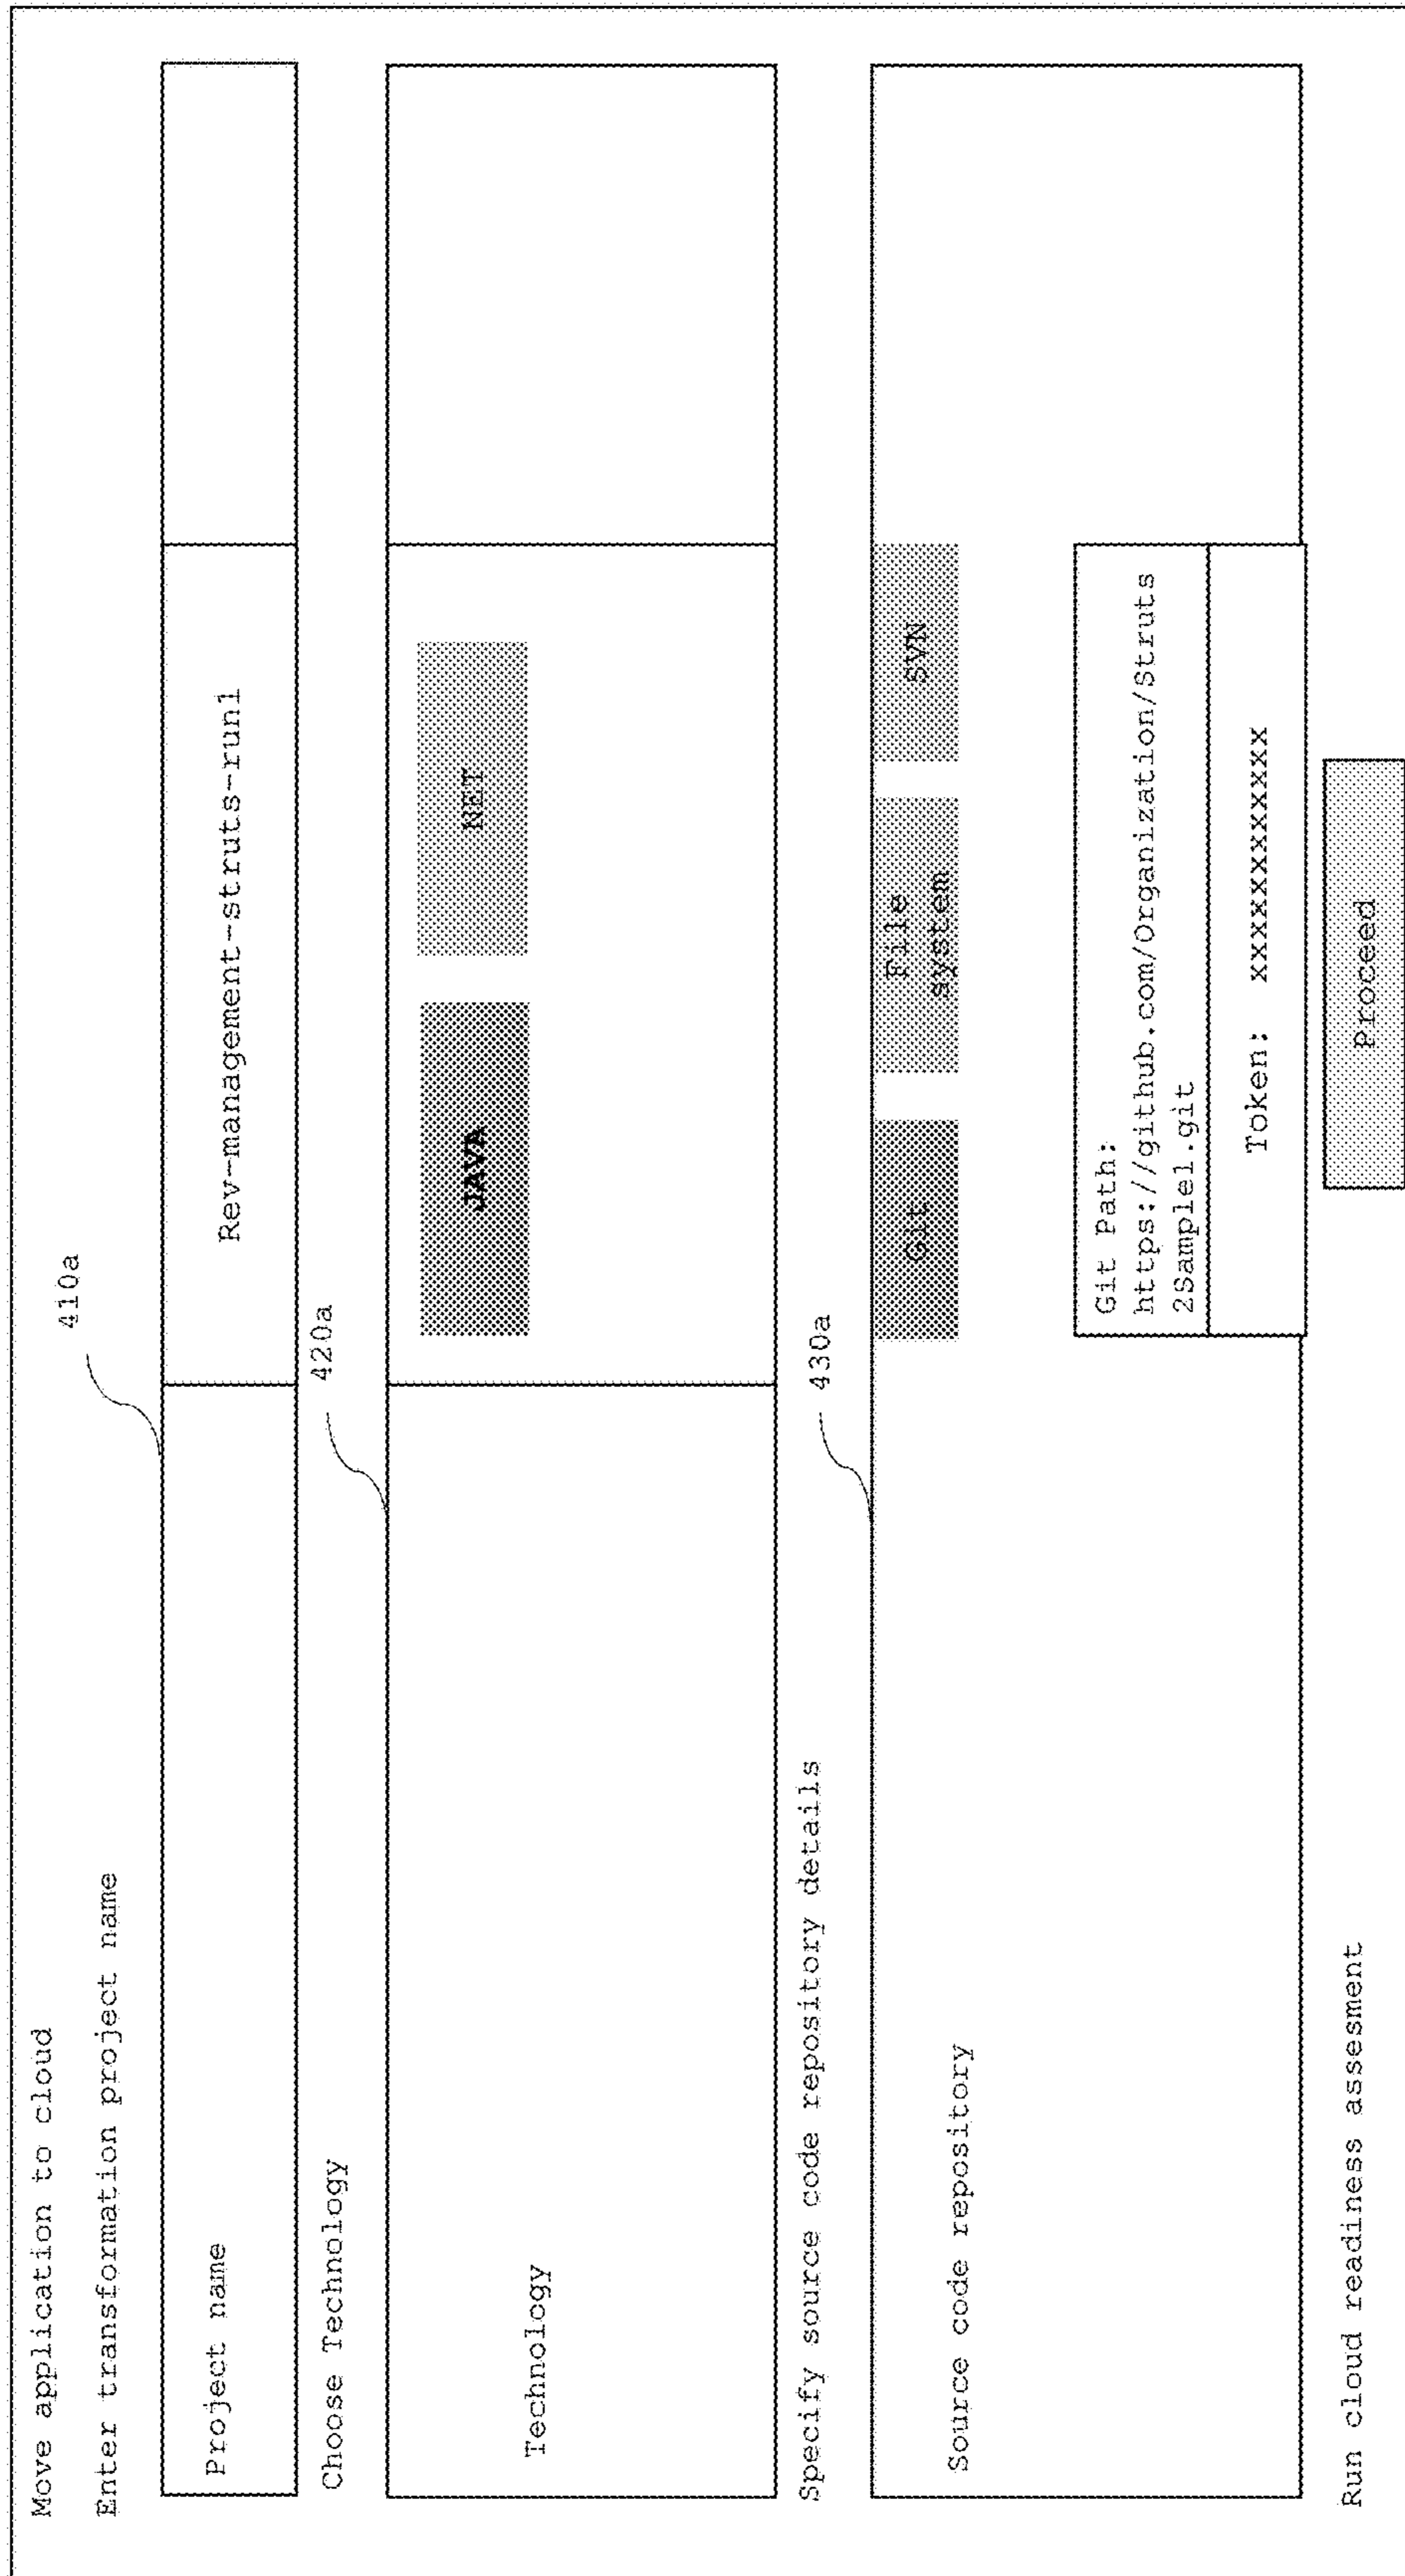 Move application to cloud
Enter transformation project name
410a
Project name
Rev-management-struts-run1
Choose Technology
420a
Technology
JAVA
NET
Specify source code repository details
430a
Source code repository
Git
File
system
SVN
Git Path:
https://github.com/Organization/Struts
2Sample1.git
Token: xxxxxxxxxxxx
Run cloud readiness assesment
Proceed